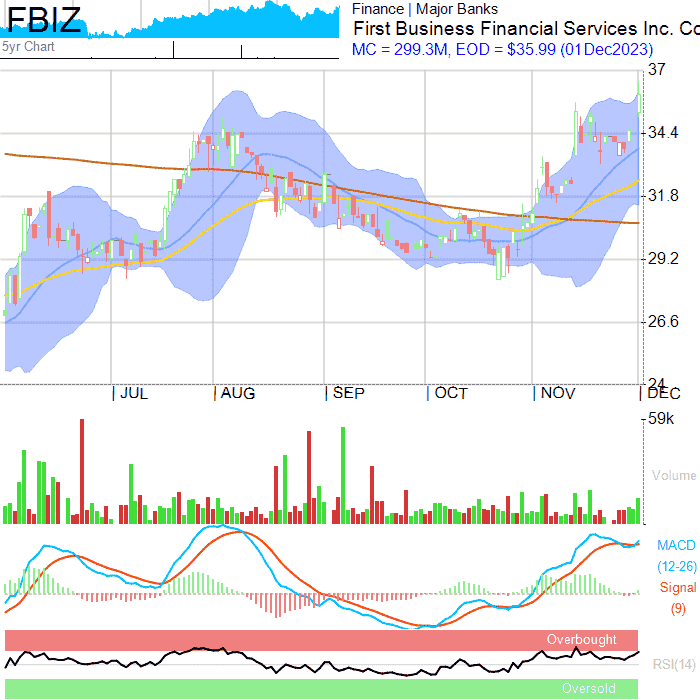 FBIZ
5yr Chart
Finance | Major Banks
First Business Financial Services Inc. Co
MC = 299.3M, EOD = $35.99 (01Dec2023)
37
34.4
31.8
29.2
26.6
24
JUL AUG SEP OCT NOV DEC
59k
Volume
MACD
(12-26)
Signal
(9)
Overbought
RSI(14)
Oversold